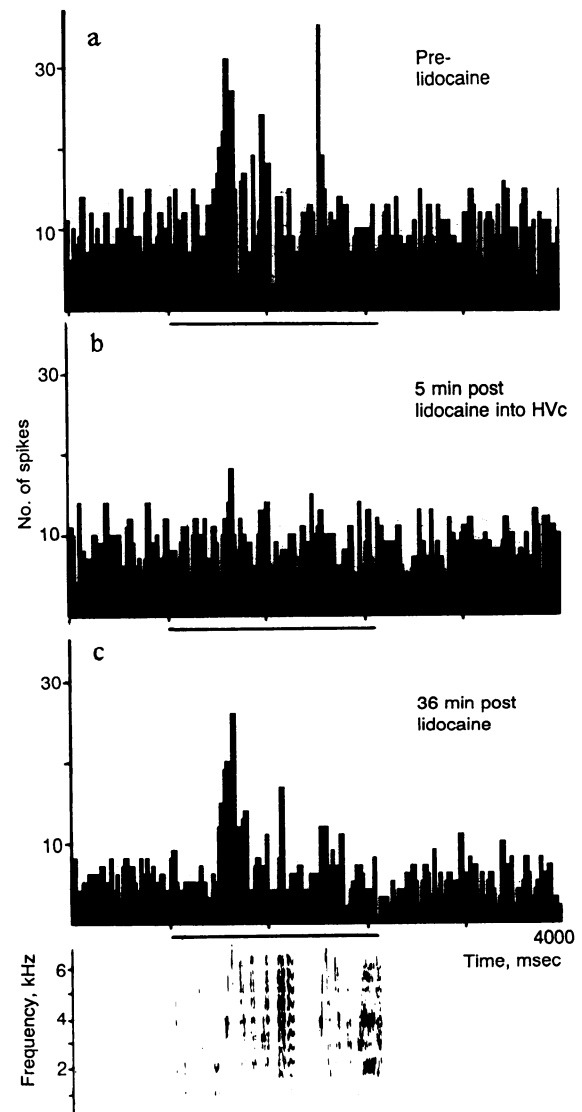 a
Pre-
lidocaine
30
10
b
5 min post
lidocaine into HVc
30
10
No. of spikes
c
36 min post
lidocaine
30
10
4000
Time, msec
Frequency, kHz
6
4
2